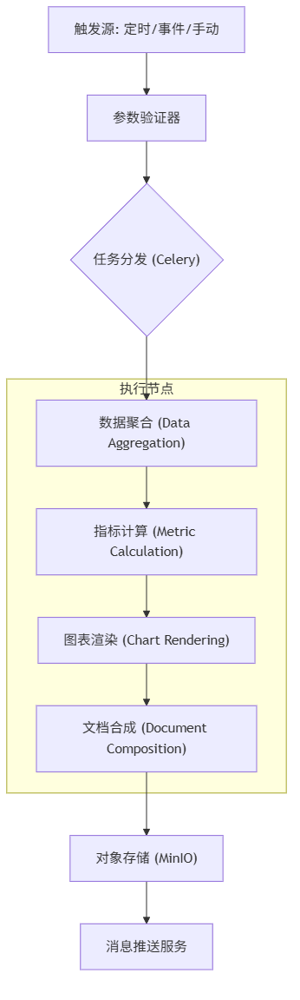 触发源: 定时/事件/手动
参数验证器
任务分发 (Celery)
执行节点
数据聚合 (Data
Aggregation)
指标计算 (Metric
Calculation)
图表渲染 (Chart Rendering)
文档合成 (Document
Composition)
对象存储 (MinIO)
消息推送服务